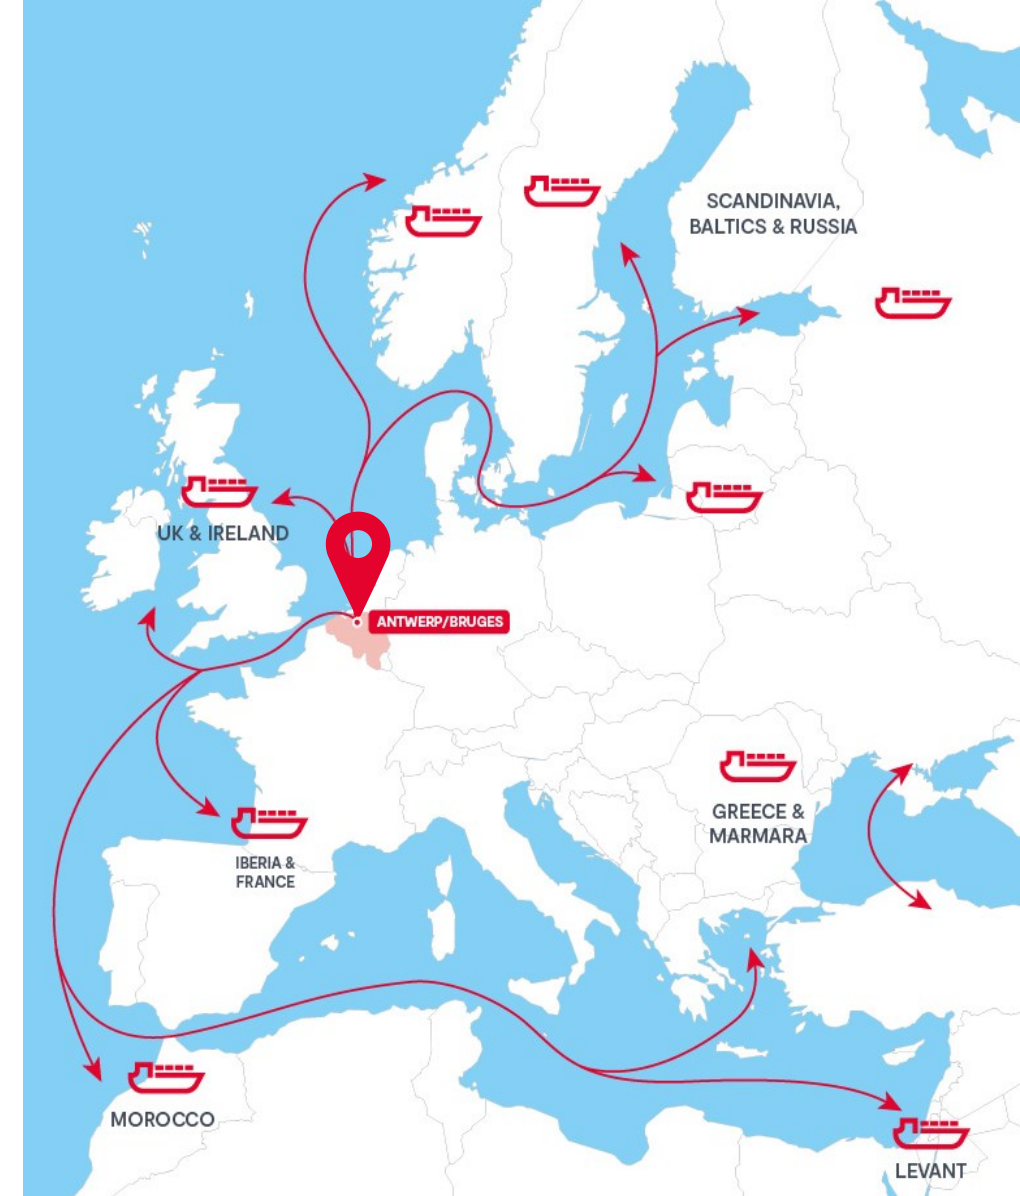 SCANDINAVIA,
BALTICS & RUSSIA
UK & IRELAND
ANTWERP/BRUGES
GREECE &
MARMARA
IBERIA &
FRANCE
MOROCCO
LEVANT